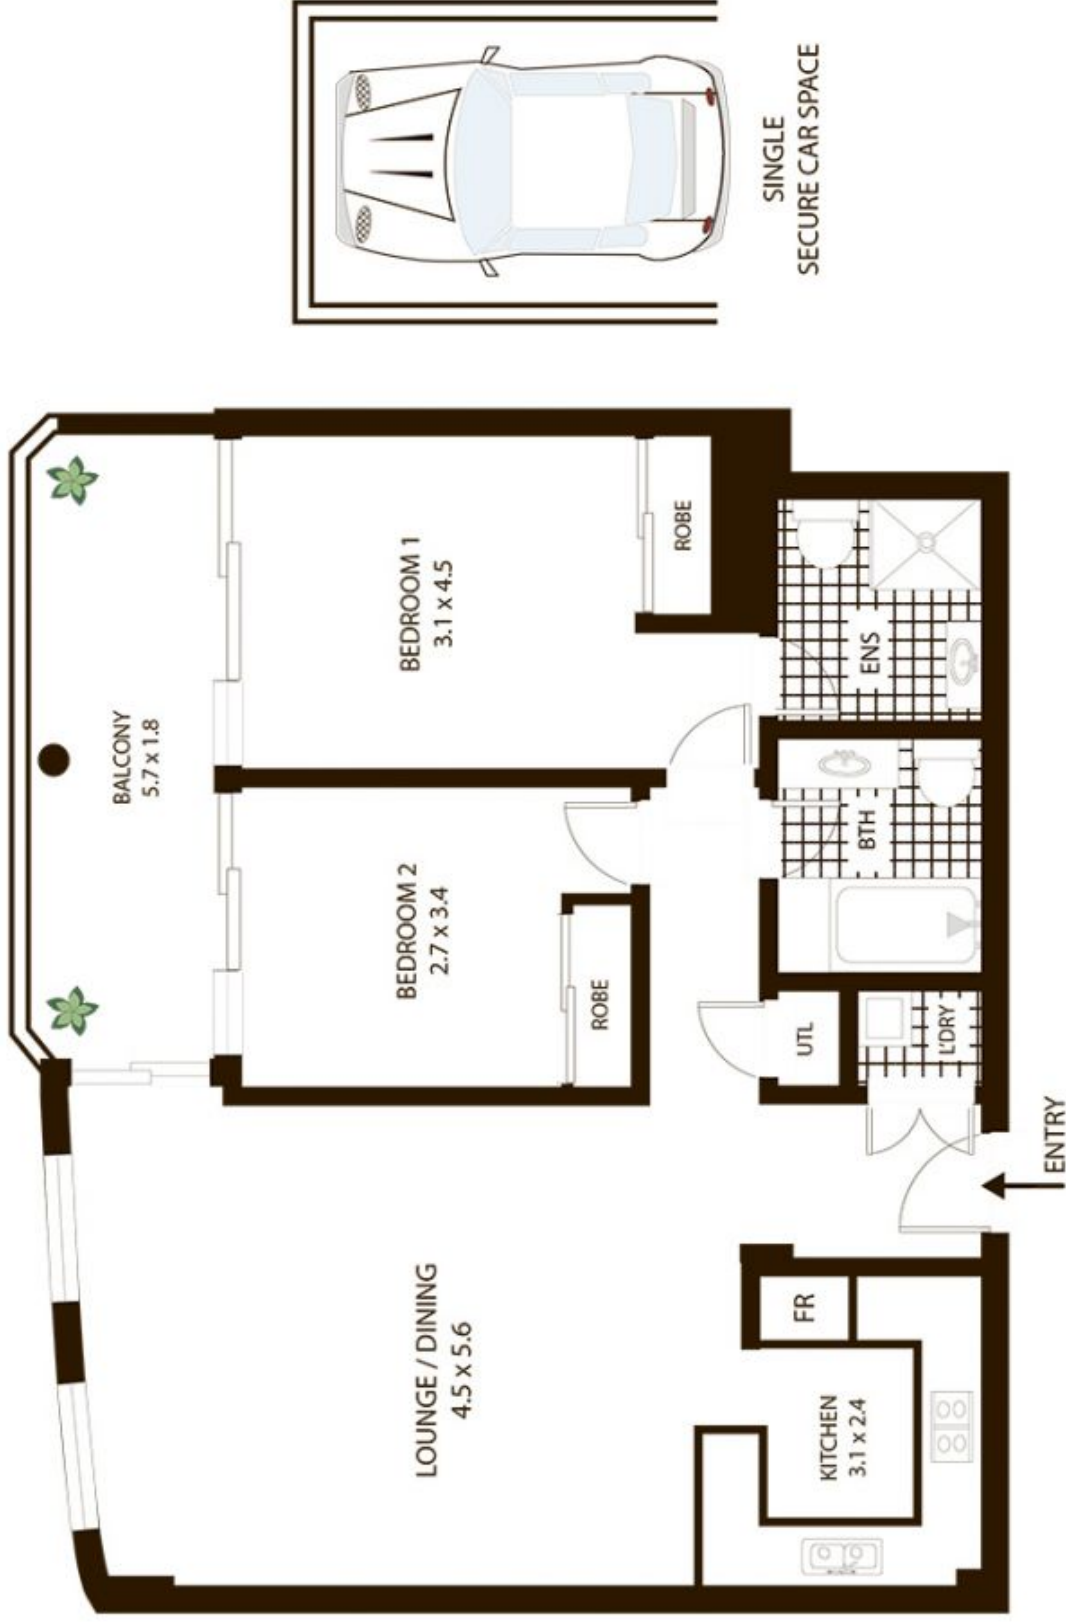 SINGLE
SECURE CAR SPACE
BALCONY
5.7 x 1.8
BEDROOM 1
3.1 x 4.5
ROBE
ENS
BEDROOM 2
2.7 x 3.4
ROBE
BTH
UTL
L'DRY
ENTRY
LOUNGE / DINING
4.5 x 5.6
FR
KITCHEN
3.1 x 2.4